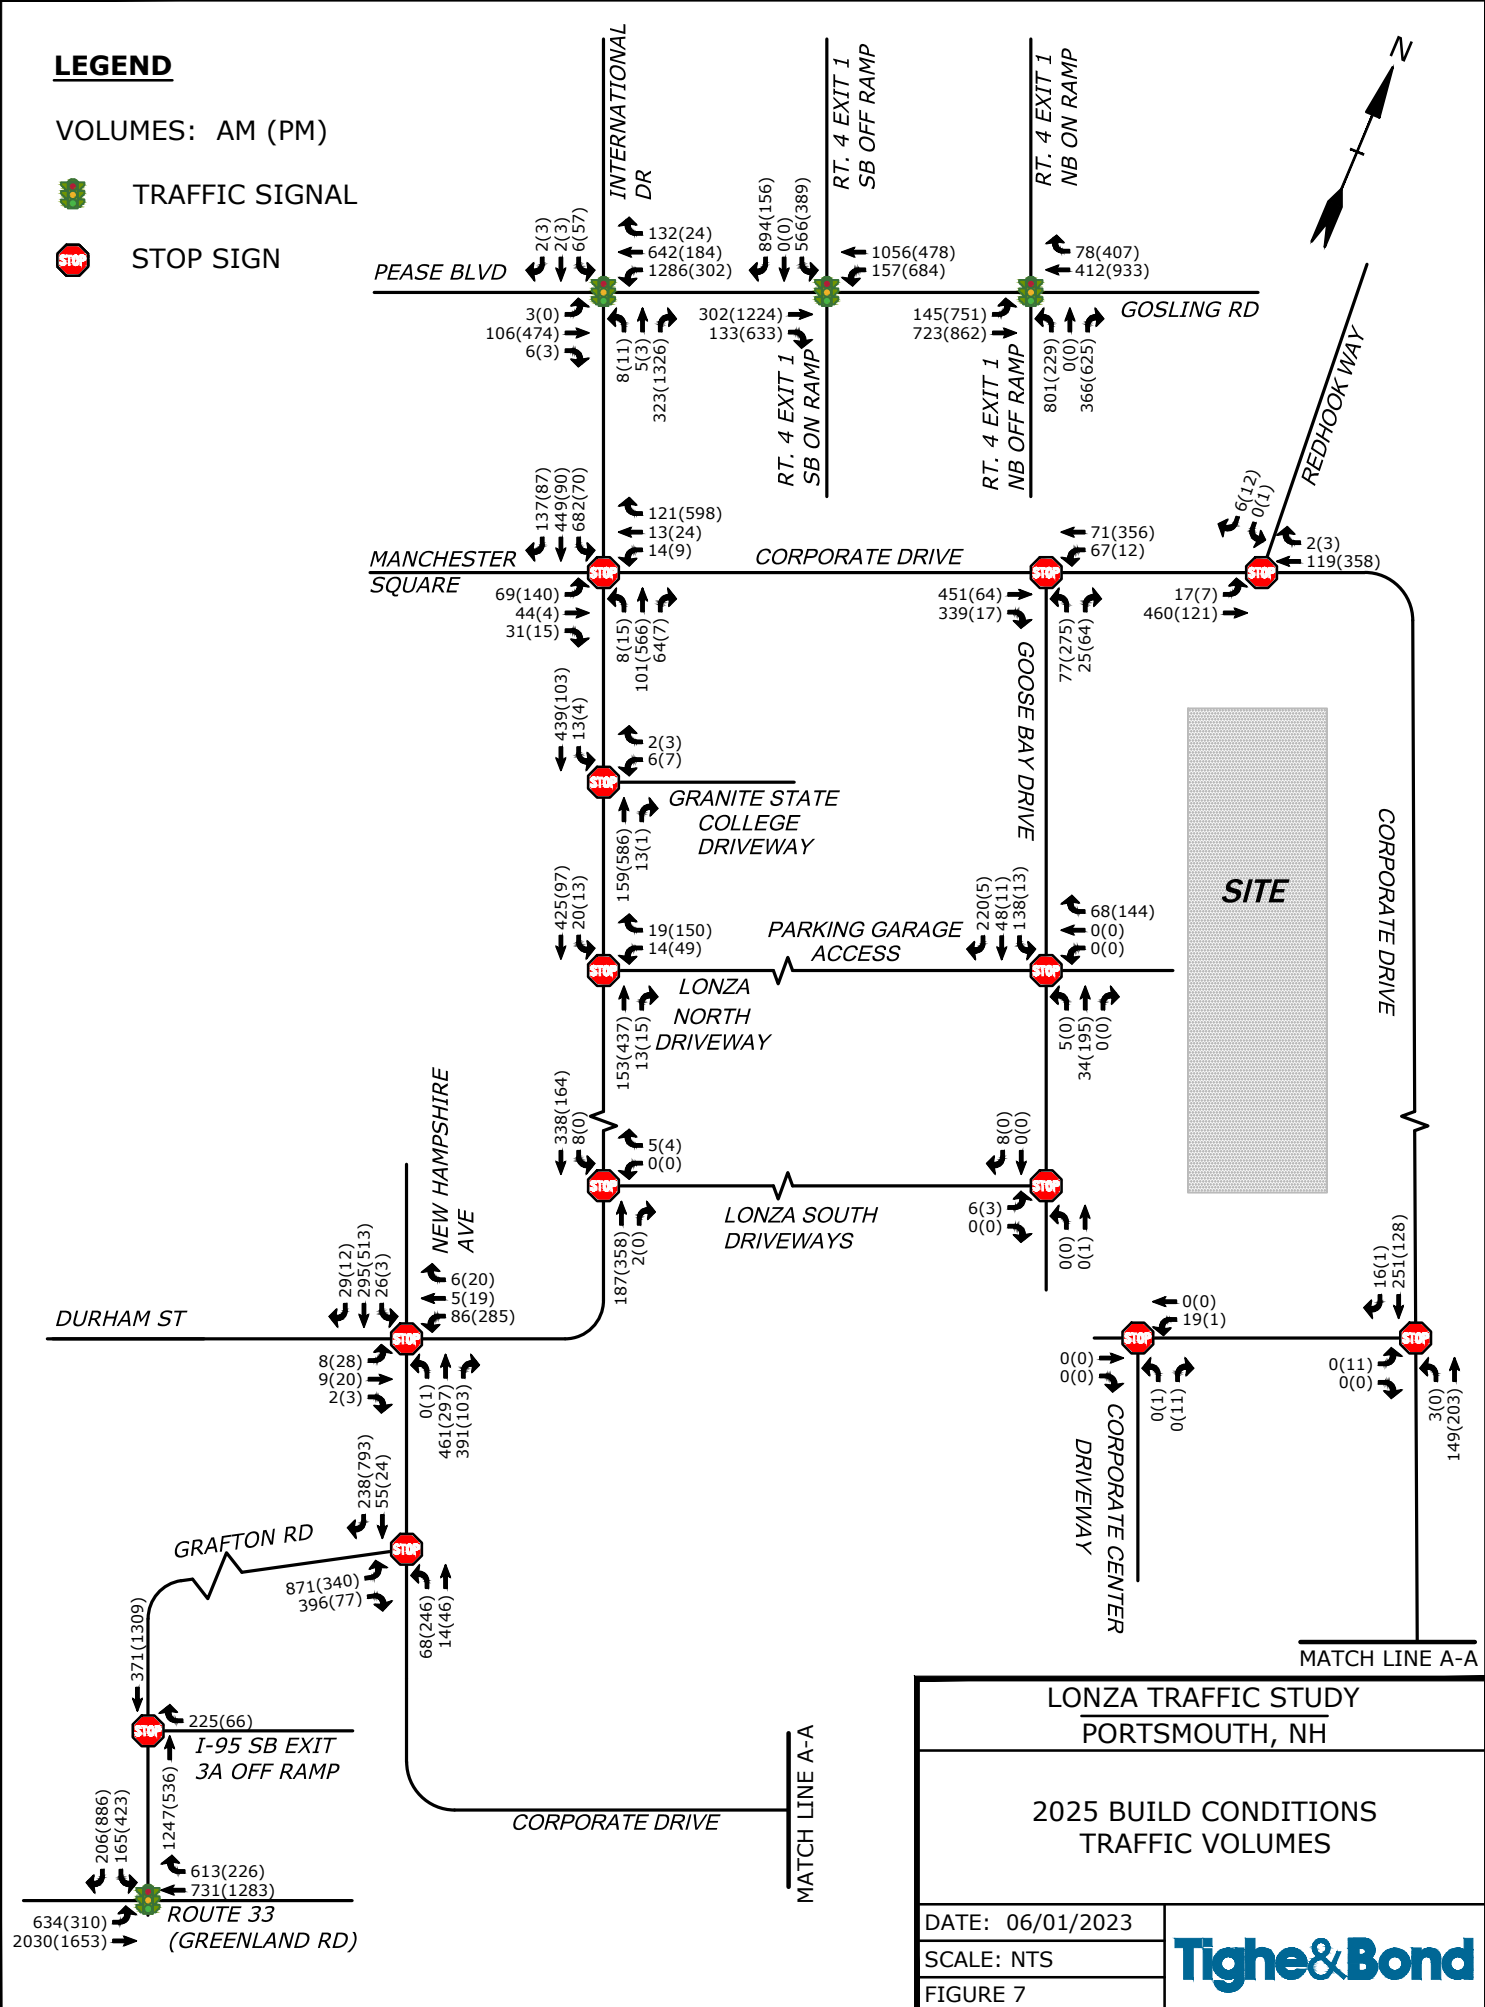 LEGEND
VOLUMES: AM (PM)
TRAFFIC SIGNAL
STOP
STOP SIGN
INTERNATIONAL
DR
RT. 4 EXIT 1
SB OFF RAMP
RT. 4 EXIT 1
NB ON RAMP
N
2(3)
2(3)
6(57)
132(24)
642(184)
1286(302)
894(156)
0(0)
566(389)
1056(478)
157(684)
78(407)
412(933)
PEASE BLVD
GOSLING RD
3(0)
106(474)
6(3)
8(11)
5(3)
323(1326)
302(1224)
133(633)
RT. 4 EXIT 1
SB ON RAMP
145(751)
723(862)
RT. 4 EXIT 1
NB OFF RAMP
801(229)
0(0)
366(625)
REDHOOK WAY
137(87)
449(90)
682(70)
121(598)
13(24)
14(9)
MANCHESTER
SQUARE
STOP
CORPORATE DRIVE
71(356)
67(12)
STOP
6(12)
0(1)
2(3)
119(358)
STOP
69(140)
44(4)
31(15)
8(15)
101(566)
64(7)
451(64)
339(17)
77(275)
25(64)
17(7)
460(121)
GOOSE BAY DRIVE
439(103)
13(4)
2(3)
6(7)
STOP
GRANITE STATE
COLLEGE
DRIVEWAY
159(586)
13(1)
SITE
CORPORATE DRIVE
425(97)
20(13)
19(150)
14(49)
STOP
PARKING GARAGE
ACCESS
220(5)
48(11)
138(13)
68(144)
0(0)
0(0)
STOP
LONZA
NORTH
DRIVEWAY
153(437)
13(15)
5(0)
34(195)
0(0)
338(164)
8(0)
5(4)
0(0)
STOP
LONZA SOUTH
DRIVEWAYS
187(358)
2(0)
8(0)
0(0)
STOP
6(3)
0(0)
0(0)
0(1)
NEW HAMPSHIRE
AVE
29(12)
295(513)
26(3)
6(20)
5(19)
86(285)
DURHAM ST
STOP
8(28)
9(20)
2(3)
0(1)
461(297)
391(103)
0(0)
19(1)
STOP
0(0)
0(0)
0(1)
0(11)
CORPORATE CENTER
DRIVEWAY
16(1)
251(128)
STOP
0(11)
0(0)
3(0)
149(203)
MATCH LINE A-A
238(793)
55(24)
GRAFTON RD
STOP
871(340)
396(77)
68(246)
14(46)
371(1309)
STOP
225(66)
I-95 SB EXIT
3A OFF RAMP
1247(536)
206(886)
165(423)
613(226)
731(1283)
634(310)
2030(1653)
ROUTE 33
(GREENLAND RD)
CORPORATE DRIVE
MATCH LINE A-A
LONZA TRAFFIC STUDY
PORTSMOUTH, NH
2025 BUILD CONDITIONS
TRAFFIC VOLUMES
DATE: 06/01/2023
SCALE: NTS
FIGURE 7
Tighe&Bond